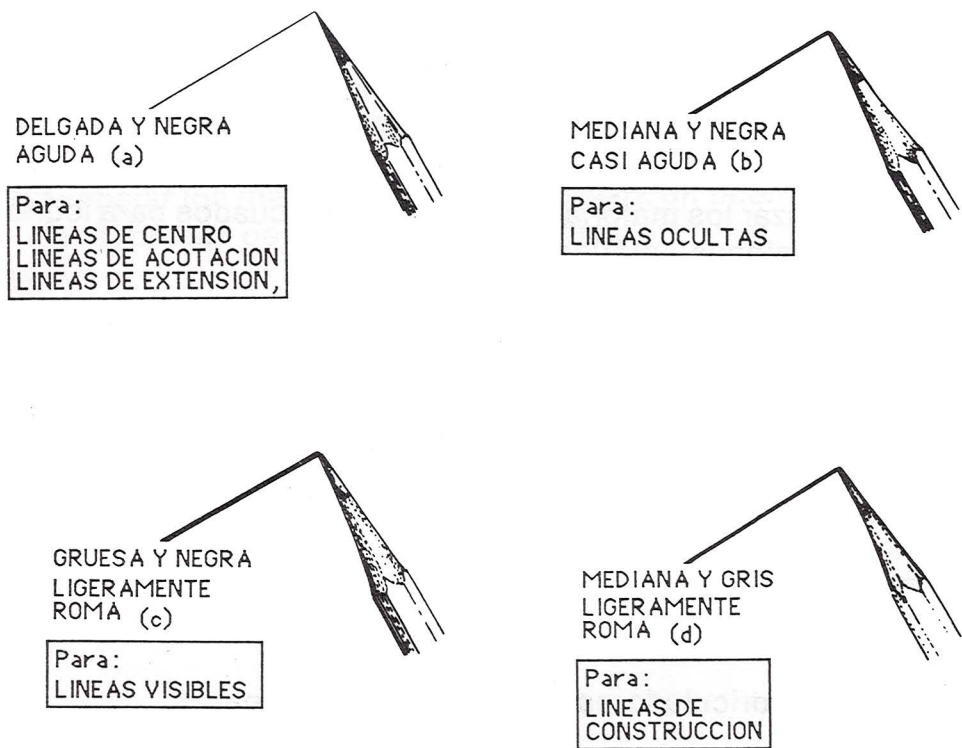 DELGADA Y NEGRA
AGUDA (a)
Para:
LINEAS DE CENTRO
LINEAS DE ACOTACION
LINEAS DE EXTENSION,
MEDIANA Y NEGRA
CASI AGUDA (b)
Para:
LINEAS OCULTAS
GRUESA Y NEGRA
LIGERAMENTE
ROMA (c)
Para:
LINEAS VISIBLES
MEDIANA Y GRIS
LIGERAMENTE
ROMA (d)
Para:
LINEAS DE
CONSTRUCCION